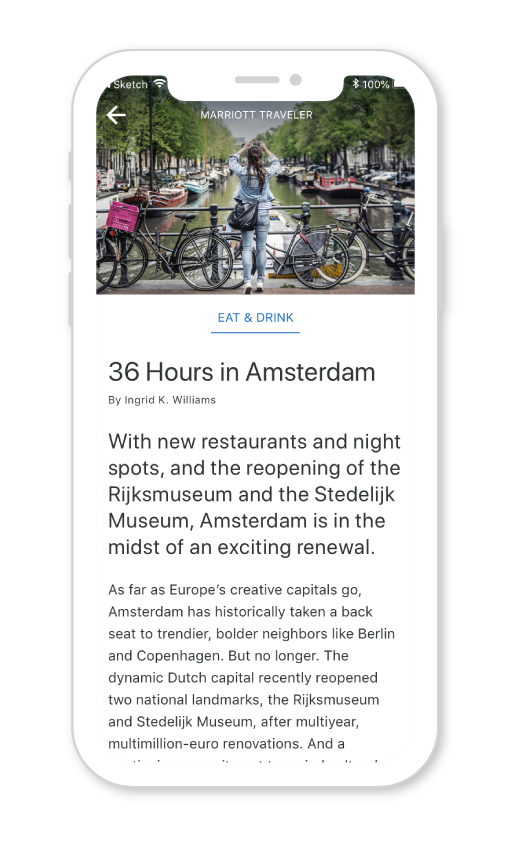 Sketch 100%
MARRIOTT TRAVELER
EAT & DRINK
36 Hours in Amsterdam
By Ingrid K. Williams
With new restaurants and night
spots, and the reopening of the
Rijksmuseum and the Stedelijk
Museum, Amsterdam is in the
midst of an exciting renewal.
As far as Europe’s creative capitals go,
Amsterdam has historically taken a back
seat to trendier, bolder neighbors like Berlin
and Copenhagen. But no longer. The
dynamic Dutch capital recently reopened
two national landmarks, the Rijksmuseum
and Stedelijk Museum, after multiyear,
multimillion-euro renovations. And a